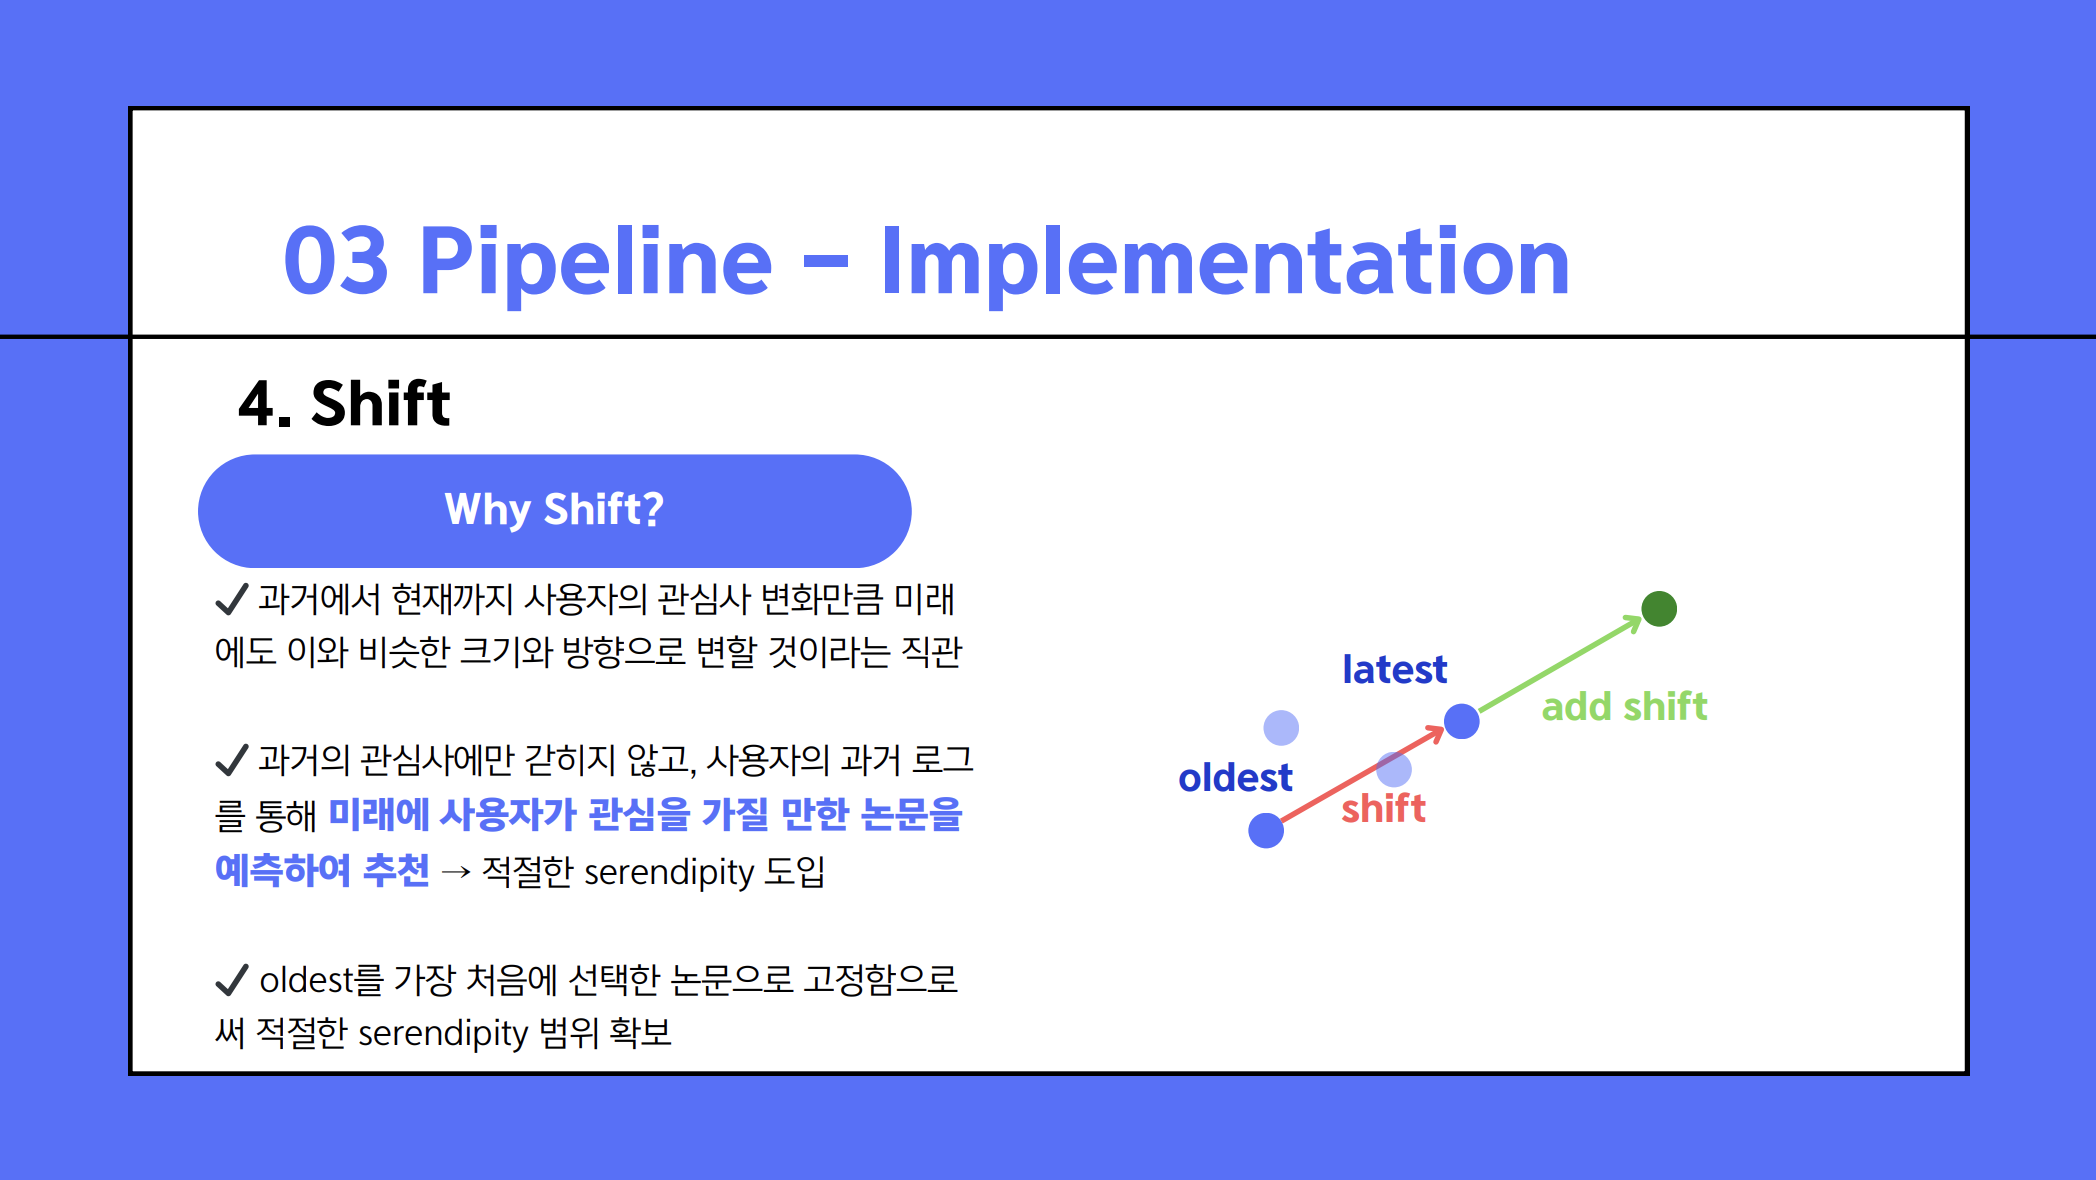 03 Pipeline - Implementation
4. Shift
Why Shift?
✓ 과거에서 현재까지 사용자의 관심사 변화만큼 미래
에도 이와 비슷한 크기와 방향으로 변할 것이라는 직관
✓ 과거의 관심사에만 갇히지 않고, 사용자의 과거 로그
를 통해 미래에 사용자가 관심을 가질 만한 논문을
예측하여 추천 → 적절한 serendipity 도입
✓ oldest를 가장 처음에 선택한 논문으로 고정함으로
써 적절한 serendipity 범위 확보
latest
add shift
oldest
shift